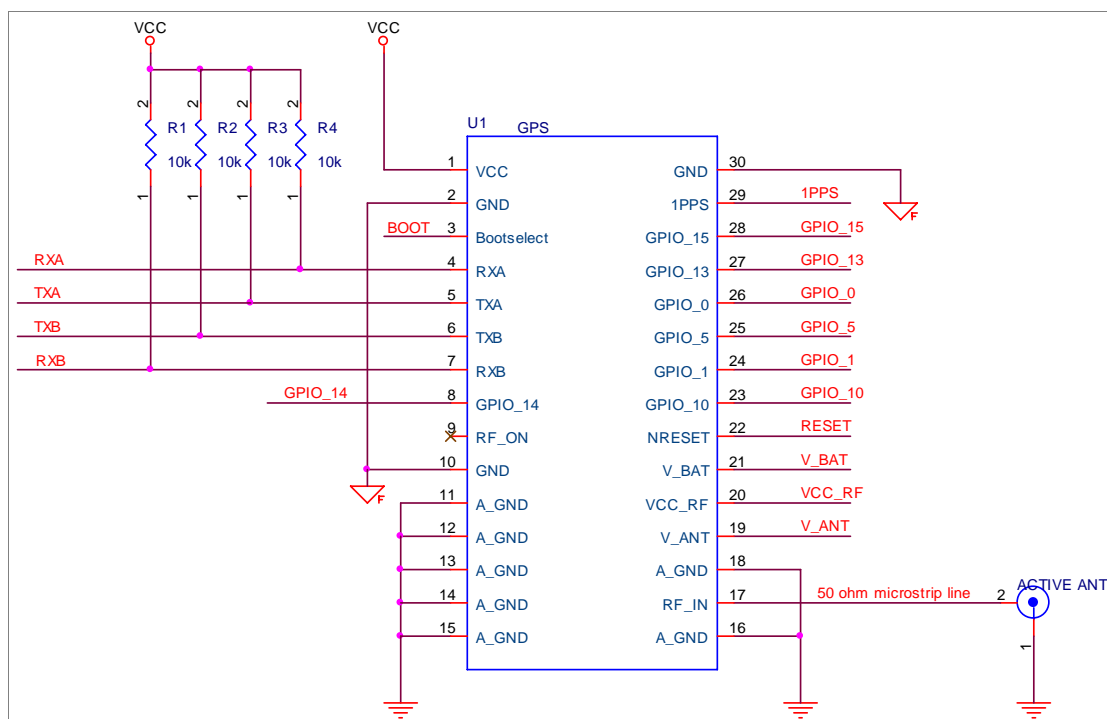 VCC
VCC
2
2
2
2
R1
R2
R3
R4
10k
10k
10k
10k
1
1
1
1
U1
GPS
1
VCC
GND
30
2
GND
1PPS
29
1PPS
F
BOOT
3
Bootselect
GPIO_15
28
GPIO_15
RXA
4
RXA
GPIO_13
27
GPIO_13
TXA
5
TXA
GPIO_0
26
GPIO_0
TXB
6
TXB
GPIO_5
25
GPIO_5
RXB
7
RXB
GPIO_1
24
GPIO_1
GPIO_14
8
GPIO_14
GPIO_10
23
GPIO_10
9
RF_ON
NRESET
22
RESET
10
GND
V_BAT
21
V_BAT
F
11
A_GND
VCC_RF
20
VCC_RF
12
A_GND
V_ANT
19
V_ANT
13
A_GND
A_GND
18
14
A_GND
RF_IN
17
50 ohm microstrip line
2
ACTIVE ANT
15
A_GND
A_GND
16
1